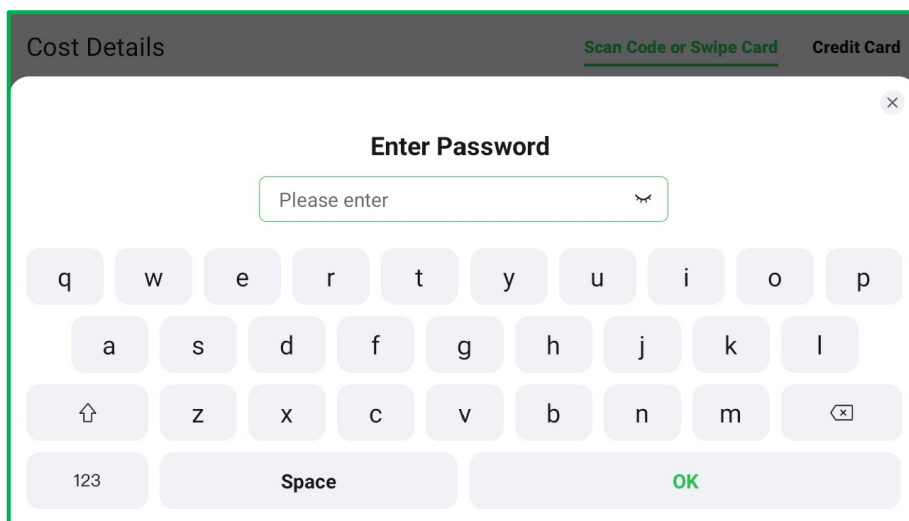 Cost Details Scan Code or Swipe Card Credit Card
Enter Password
Please enter
q w e r t y u i o p
a s d f g h j k l
z x c v b n m
123 Space OK